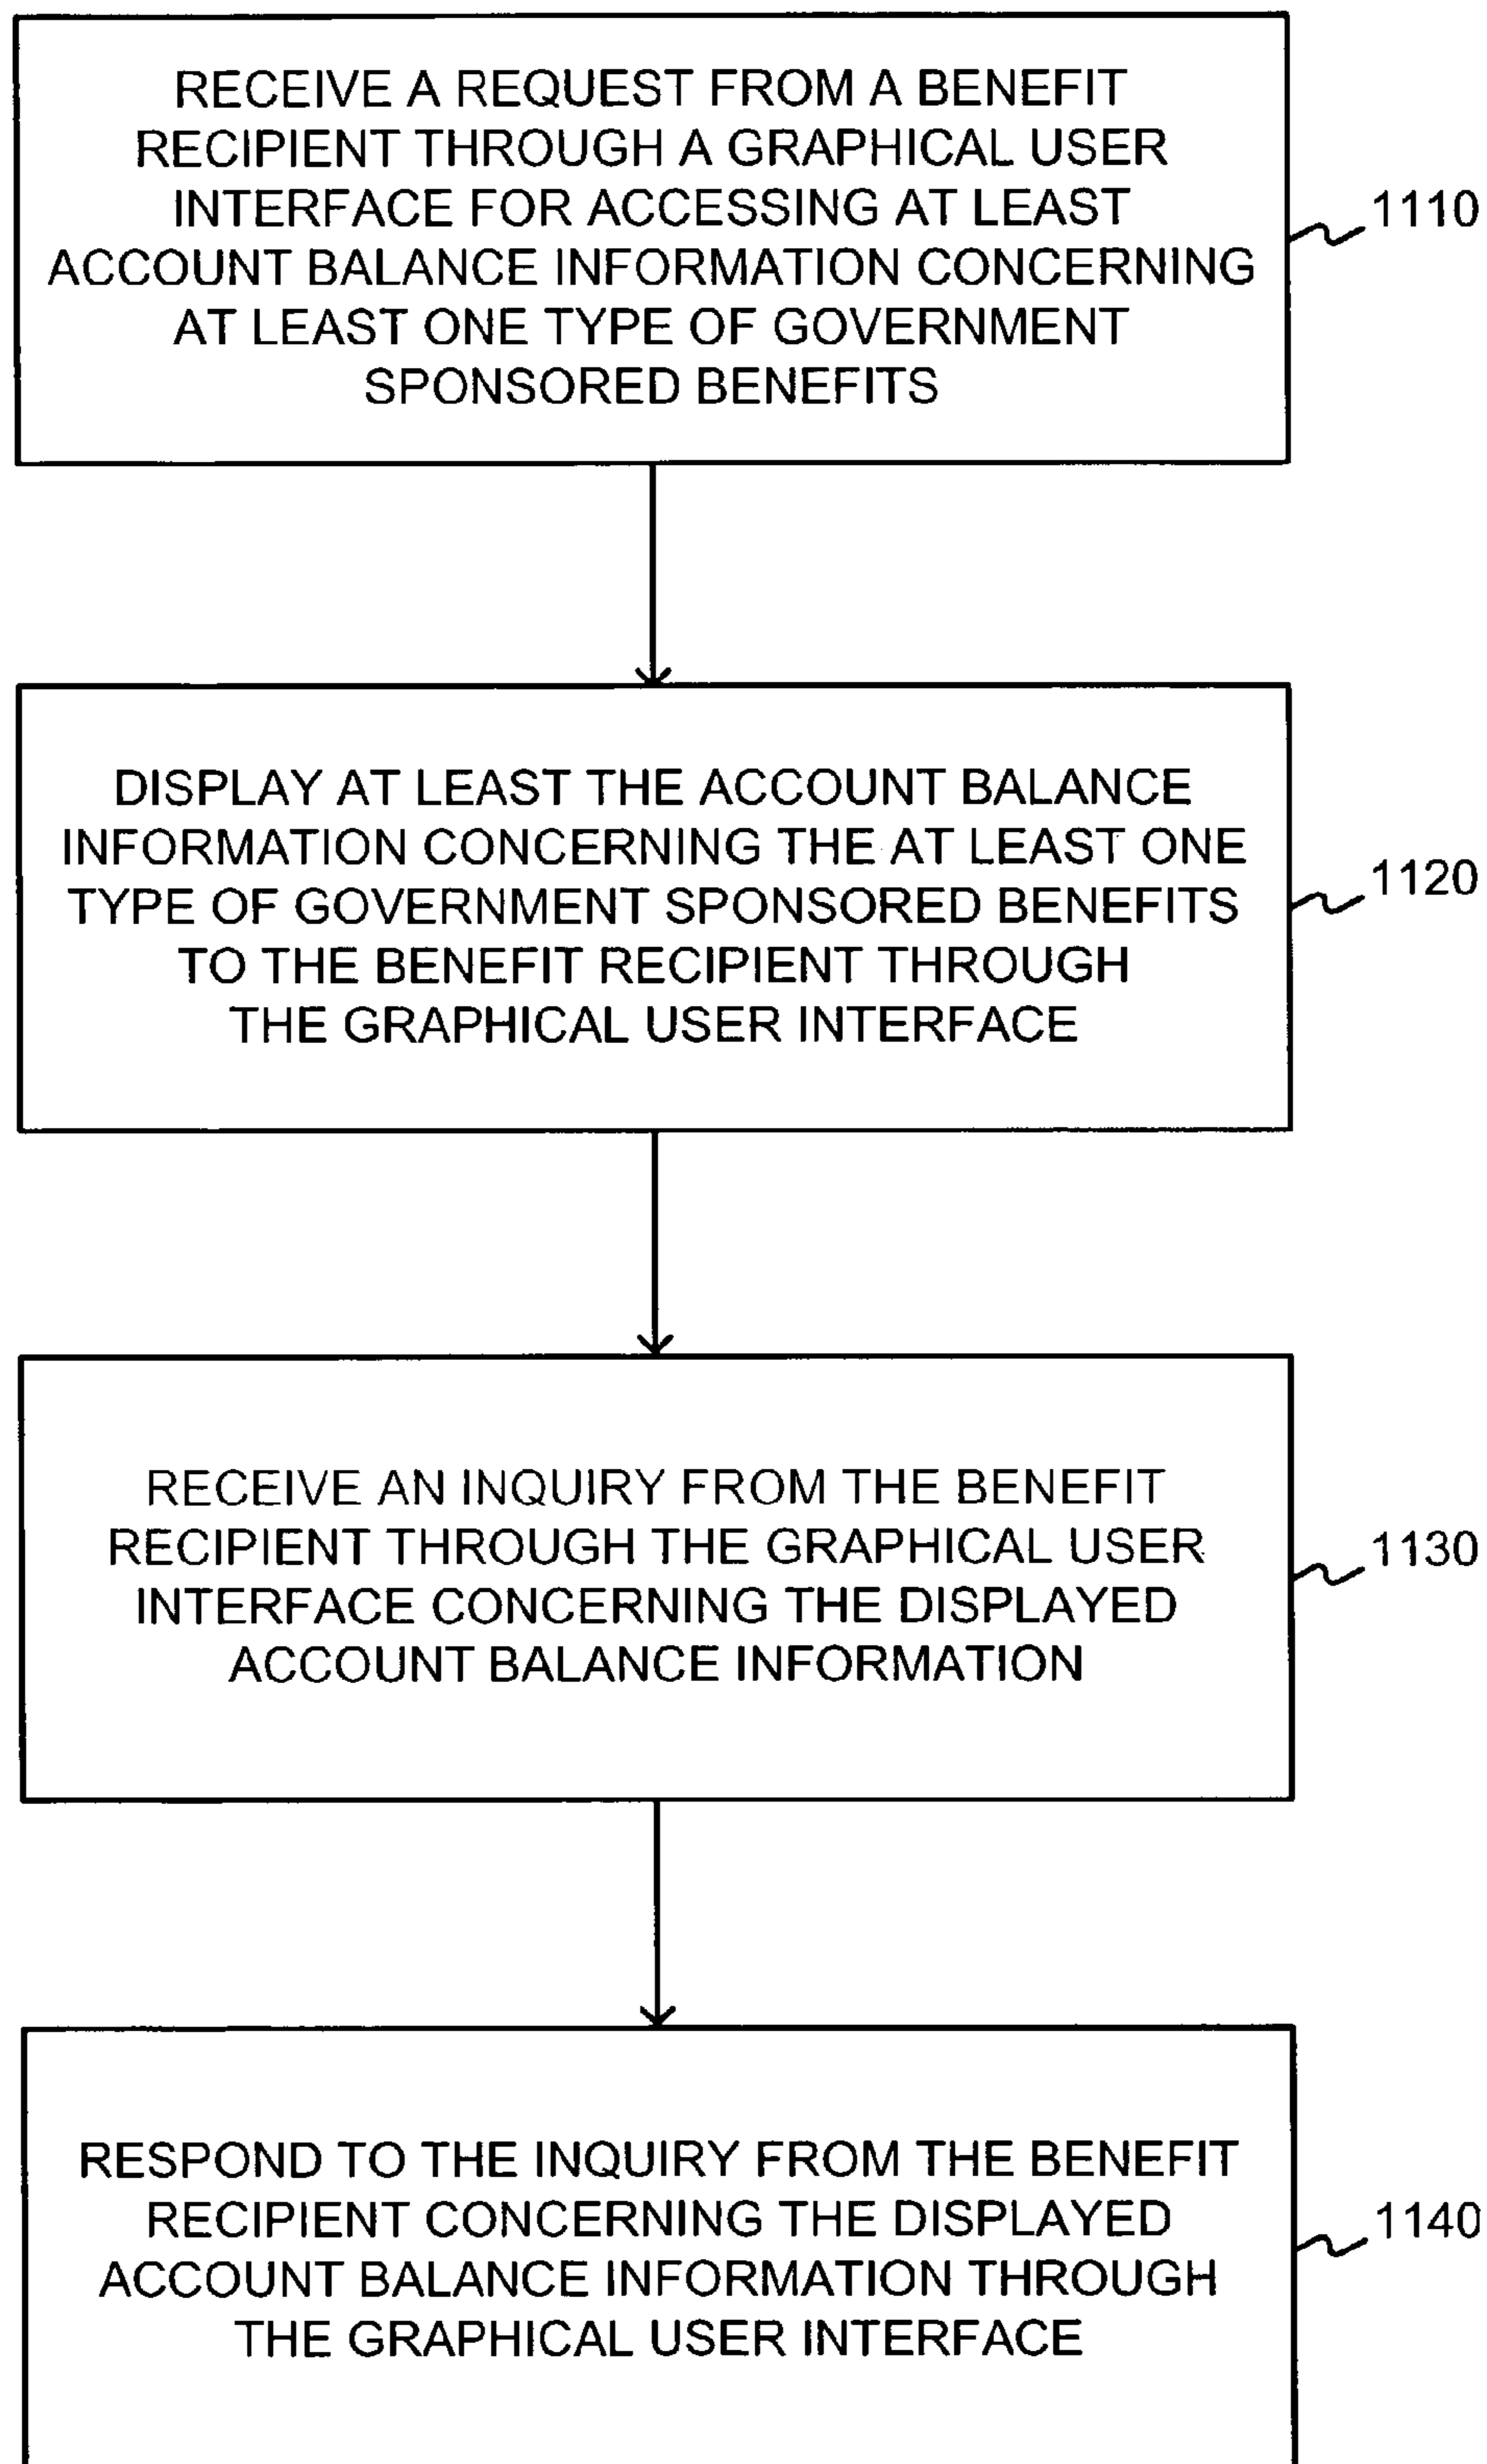 RECEIVE A REQUEST FROM A BENEFIT
RECIPIENT THROUGH A GRAPHICAL USER
INTERFACE FOR ACCESSING AT LEAST
ACCOUNT BALANCE INFORMATION CONCERNING
AT LEAST ONE TYPE OF GOVERNMENT
SPONSORED BENEFITS
1110
DISPLAY AT LEAST THE ACCOUNT BALANCE
INFORMATION CONCERNING THE AT LEAST ONE
TYPE OF GOVERNMENT SPONSORED BENEFITS
TO THE BENEFIT RECIPIENT THROUGH
THE GRAPHICAL USER INTERFACE
1120
RECEIVE AN INQUIRY FROM THE BENEFIT
RECIPIENT THROUGH THE GRAPHICAL USER
INTERFACE CONCERNING THE DISPLAYED
ACCOUNT BALANCE INFORMATION
1130
RESPOND TO THE INQUIRY FROM THE BENEFIT
RECIPIENT CONCERNING THE DISPLAYED
ACCOUNT BALANCE INFORMATION THROUGH
THE GRAPHICAL USER INTERFACE
1140